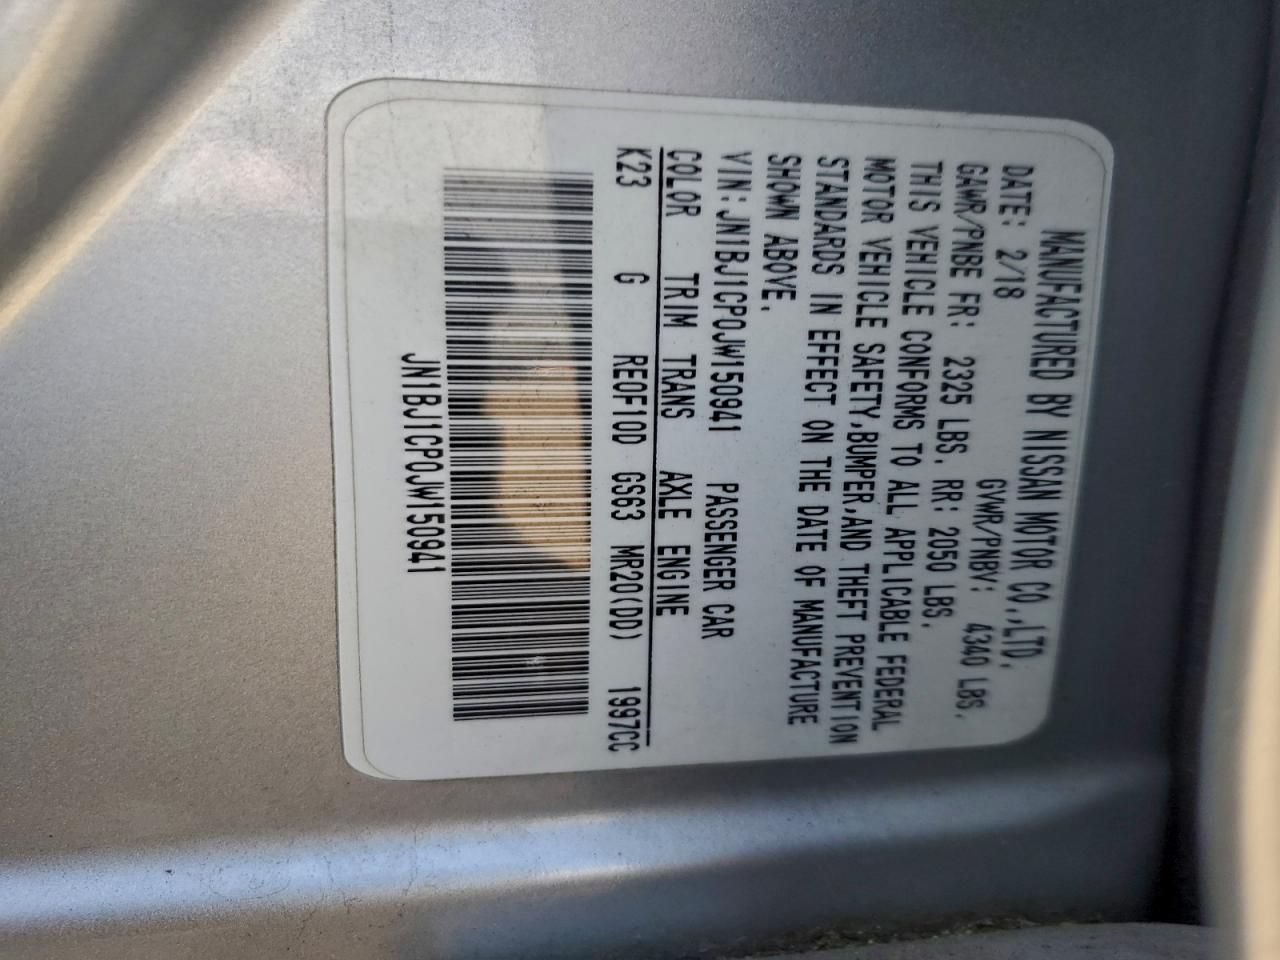 MANUFACTURED BY NISSAN MOTOR CO.,LTD.
DATE: 2/18 GVWR/PNBV: 4340 LBS.
GAWR/PNBE FR: 2325 LBS. RR: 2050 LBS.
THIS VEHICLE CONFORMS TO ALL APPLICABLE FEDERAL
MOTOR VEHICLE SAFETY,BUMPER,AND THEFT PREVENTION
STANDARDS IN EFFECT ON THE DATE OF MANUFACTURE
SHOWN ABOVE.
VIN:JN1BJ1CP0JW150941 PASSENGER CAR
COLOR TRIM TRANS AXLE ENGINE
K23 G RE0F10D GS63 MR20(DD) 1997CC
JN1BJ1CP0JW150941